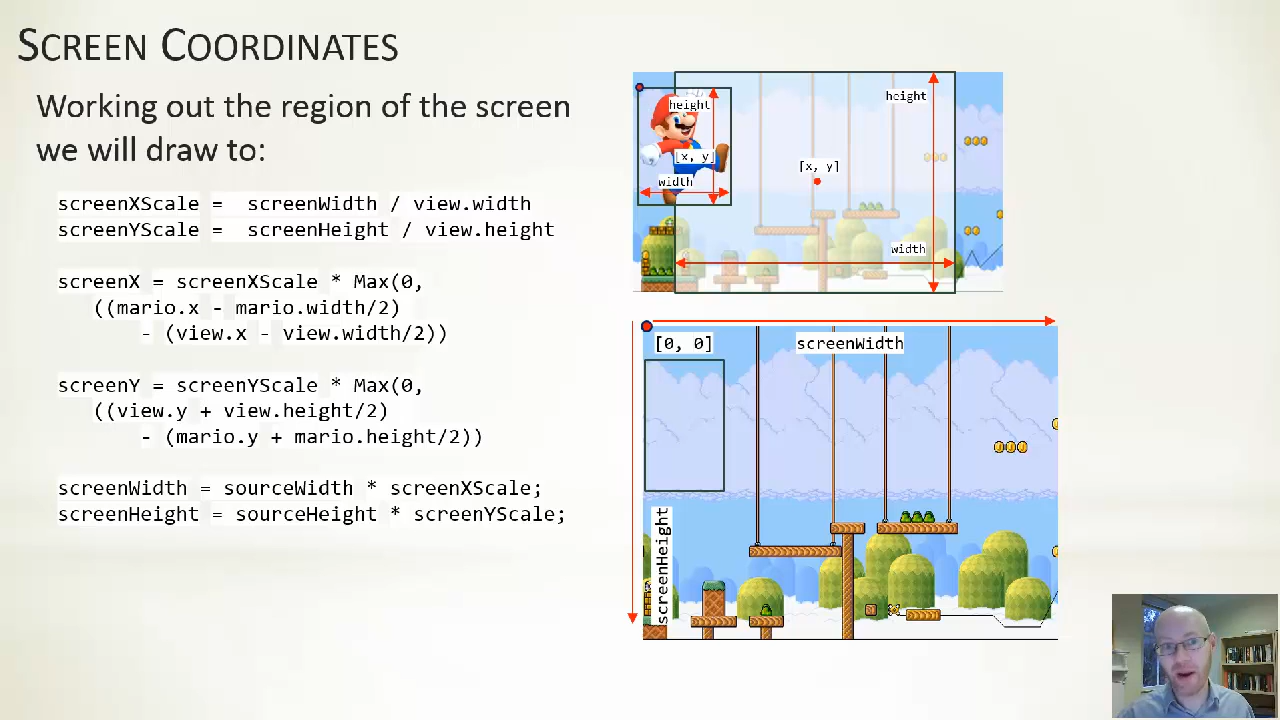 SCREEN COORDINATES
Working out the region of the screen
we will draw to:
screenXScale = screenWidth / view.width
screenYScale = screenHeight / view.height
screenX = screenXScale * Max(0,
((mario.x - mario.width/2)
- (view.x - view.width/2))
screenY = screenYScale * Max(0,
((view.y + view.height/2)
- (mario.y + mario.height/2))
screenWidth = sourceWidth * screenXScale;
screenHeight = sourceHeight * screenYScale;
height
[x, y]
width
height
[x, y]
width
[0, 0]
screenWidth
screenHeight